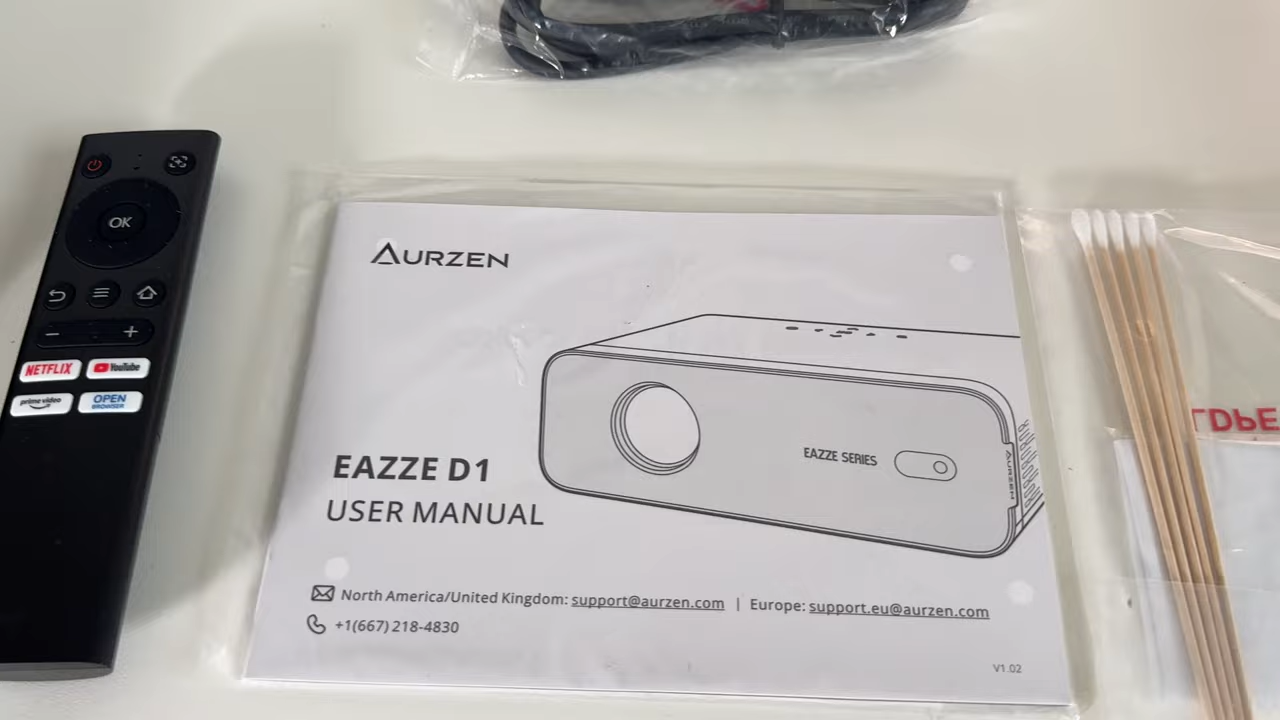 OK
NETFLIX
YouTube
prime video
OPEN
BROWSER
AURZEN
EAZZE SERIES
AURZEN
EAZZE D1
USER MANUAL
North America/United Kingdom: support@aurzen.com | Europe: support.eu@aurzen.com
+1(667) 218-4830
V1.02